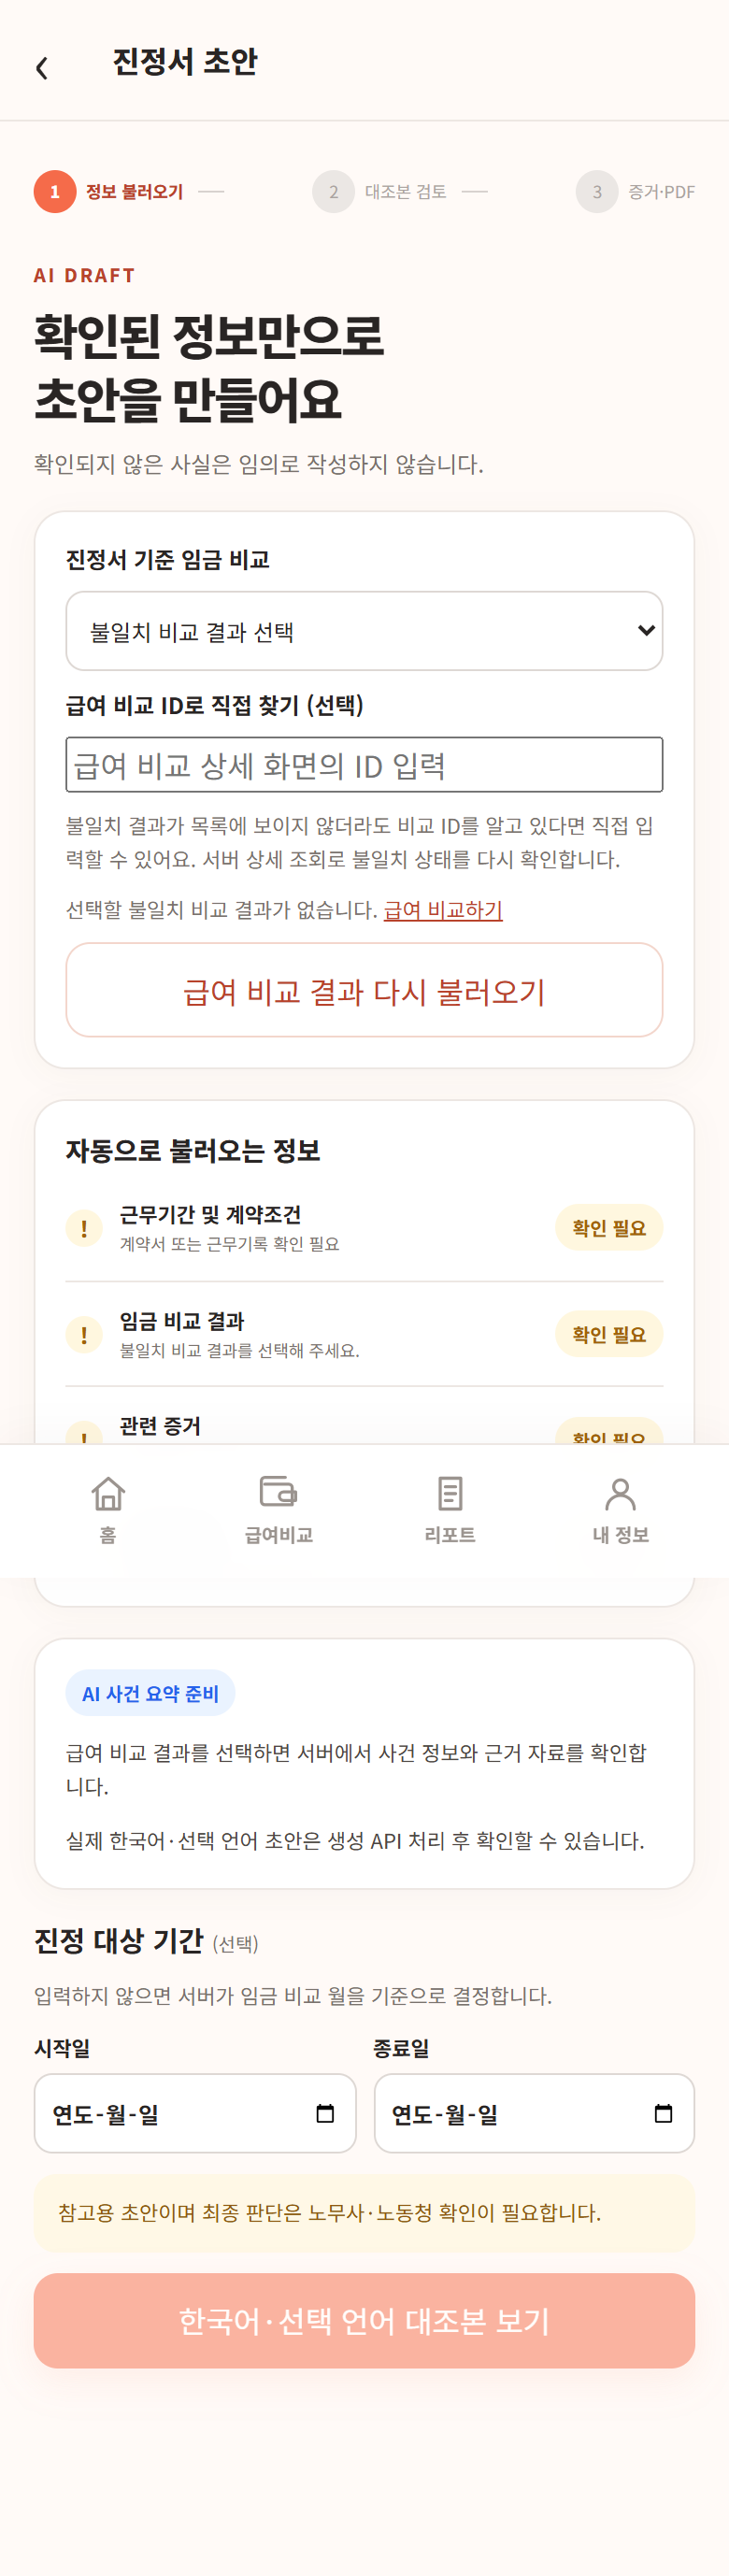 진정서 초안
1 정보 불러오기
2 대조본 검토
3 증거·PDF
AI DRAFT
확인된 정보만으로
초안을 만들어요
확인되지 않은 사실은 임의로 작성하지 않습니다.
진정서 기준 임금 비교
불일치 비교 결과 선택
급여 비교 ID로 직접 찾기 (선택)
급여 비교 상세 화면의 ID 입력
불일치 결과가 목록에 보이지 않더라도 비교 ID를 알고 있다면 직접 입
력할 수 있어요. 서버 상세 조회로 불일치 상태를 다시 확인합니다.
선택할 불일치 비교 결과가 없습니다. 급여 비교하기
급여 비교 결과 다시 불러오기
자동으로 불러오는 정보
! 근무기간 및 계약조건 확인 필요
계약서 또는 근무기록 확인 필요
! 임금 비교 결과 확인 필요
불일치 비교 결과를 선택해 주세요.
! 관련 증거 확인 필요
홈 급여비교 리포트 내 정보
AI 사건 요약 준비
급여 비교 결과를 선택하면 서버에서 사건 정보와 근거 자료를 확인합
니다.
실제 한국어·선택 언어 초안은 생성 API 처리 후 확인할 수 있습니다.
진정 대상 기간 (선택)
입력하지 않으면 서버가 임금 비교 월을 기준으로 결정합니다.
시작일 종료일
연도-월-일 연도-월-일
참고용 초안이며 최종 판단은 노무사·노동청 확인이 필요합니다.
한국어·선택 언어 대조본 보기